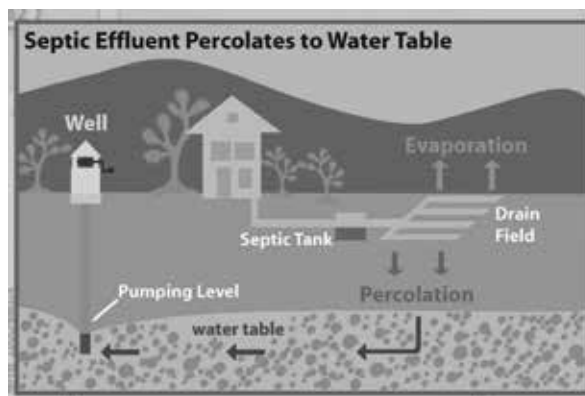 Septic Effluent Percolates to Water Table
Well
Evaporation
Septic Tank
Drain
Field
Pumping Level
Percolation
water table